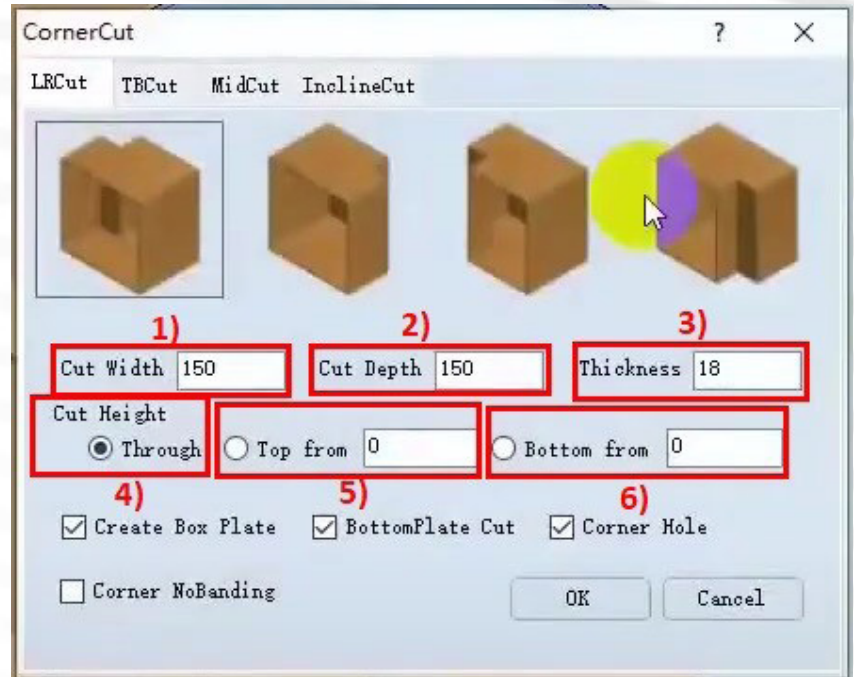 CornerCut ?
LRCut TBCut MidCut InclineCut
1) 2) 3)
Cut Width 150 Cut Depth 150 Thickness 18
Cut Height
Through Top from 0 Bottom from 0
4) 5) 6)
Create Box Plate BottomPlate Cut Corner Hole
Corner NoBanding OK Cancel